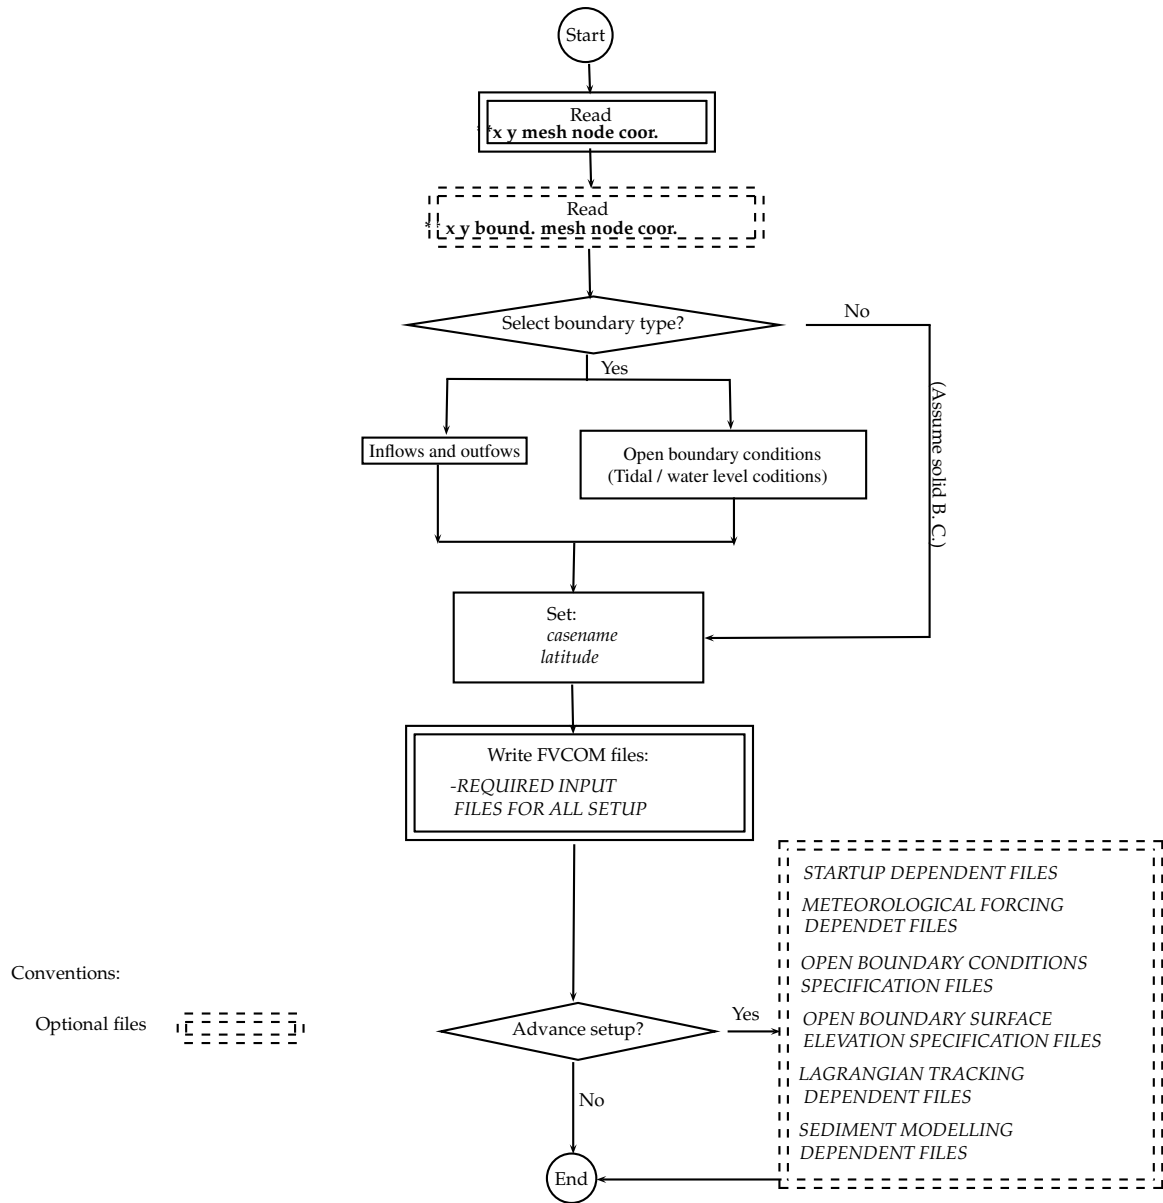 Start
Read
**x y mesh node coor.
Read
** x y bound. mesh node coor.
Select boundary type?
No
Yes
(Assume solid B. C.)
Inflows and outfows
Open boundary conditions
(Tidal / water level coditions)
Set:
casename
latitude
Write FVCOM files:
-REQUIRED INPUT
FILES FOR ALL SETUP
STARTUP DEPENDENT FILES
METEOROLOGICAL FORCING
DEPENDET FILES
OPEN BOUNDARY CONDITIONS
SPECIFICATION FILES
OPEN BOUNDARY SURFACE
ELEVATION SPECIFICATION FILES
LAGRANGIAN TRACKING
DEPENDENT FILES
SEDIMENT MODELLING
DEPENDENT FILES
Conventions:
Optional files
Advance setup?
Yes
No
End